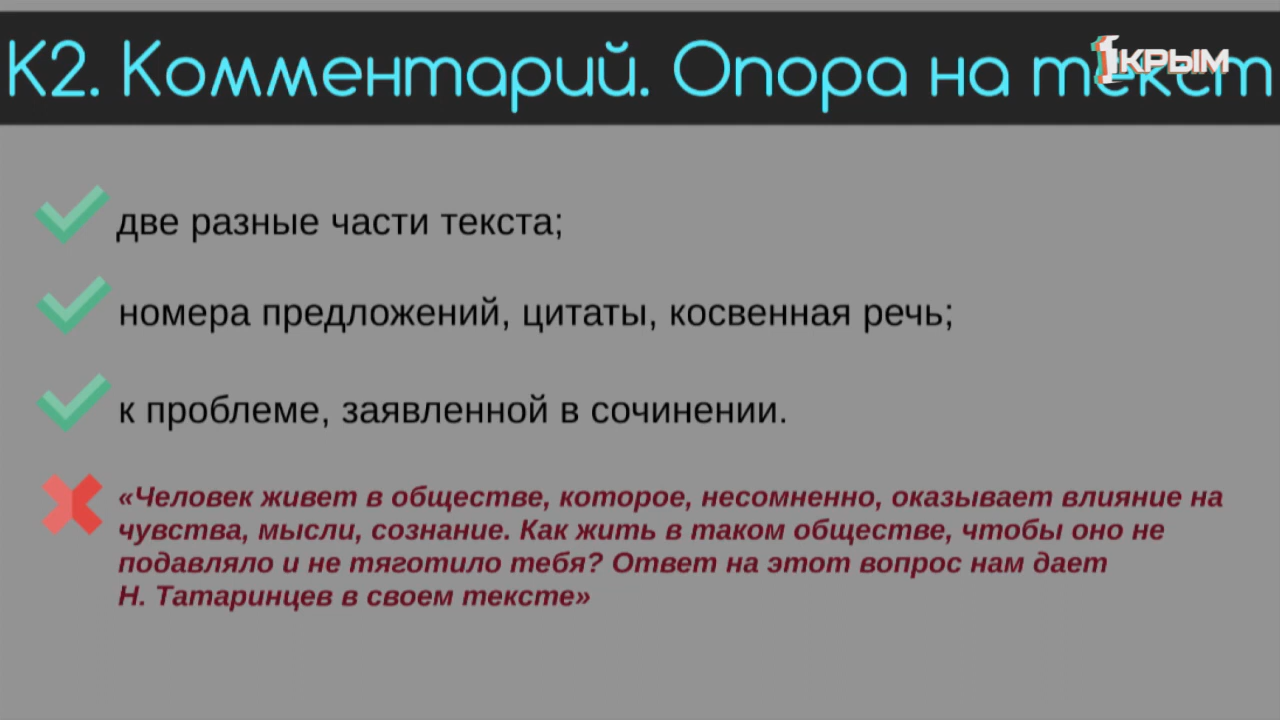 К2. Комментарий. Опора на текст
1КРЫМ
две разные части текста;
номера предложений, цитаты, косвенная речь;
к проблеме, заявленной в сочинении.
«Человек живет в обществе, которое, несомненно, оказывает влияние на
чувства, мысли, сознание. Как жить в таком обществе, чтобы оно не
подавляло и не тяготило тебя? Ответ на этот вопрос нам дает
Н. Татаринцев в своем тексте»